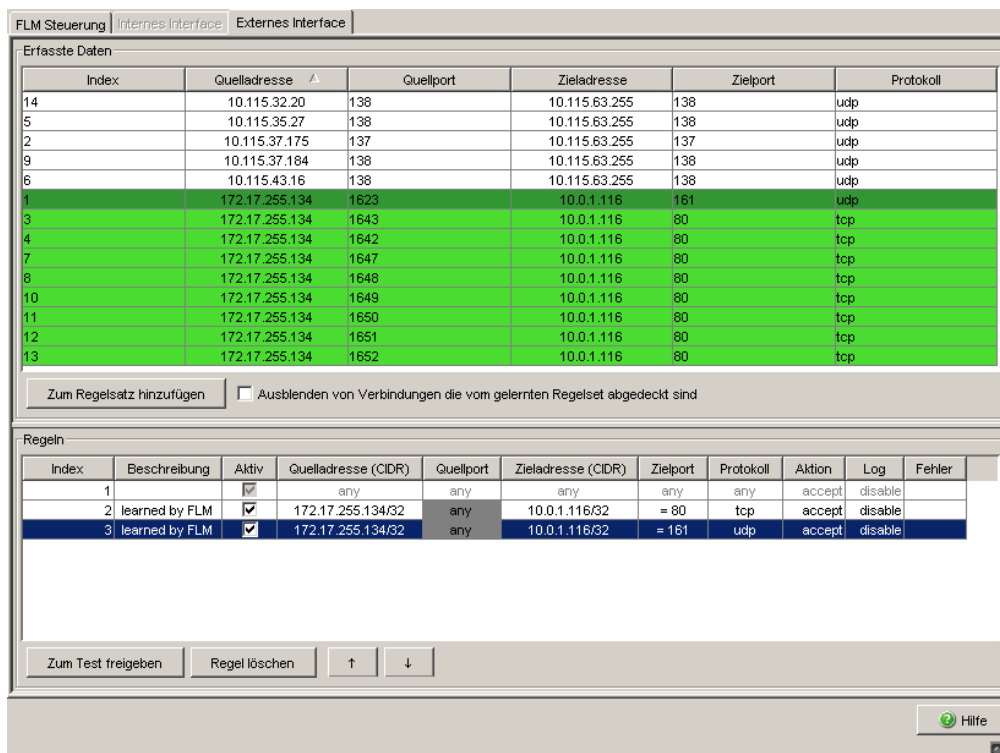 FLM Steuerung Internes Interface Externes Interface
Erfasste Daten
Index Quelladresse Quellport Zieladresse Zielport Protokoll
14 10.115.32.20 138 10.115.63.255 138 udp
5 10.115.35.27 138 10.115.63.255 138 udp
2 10.115.37.175 137 10.115.63.255 137 udp
9 10.115.37.184 138 10.115.63.255 138 udp
6 10.115.43.16 138 10.115.63.255 138 udp
1 172.17.255.134 1623 10.0.1.116 161 udp
3 172.17.255.134 1643 10.0.1.116 80 tcp
4 172.17.255.134 1642 10.0.1.116 80 tcp
7 172.17.255.134 1647 10.0.1.116 80 tcp
8 172.17.255.134 1648 10.0.1.116 80 tcp
10 172.17.255.134 1649 10.0.1.116 80 tcp
11 172.17.255.134 1650 10.0.1.116 80 tcp
12 172.17.255.134 1651 10.0.1.116 80 tcp
13 172.17.255.134 1652 10.0.1.116 80 tcp
Zum Regelsatz hinzufügen Ausblenden von Verbindungen die vom gelernten Regelset abgedeckt sind
Regeln
Index Beschreibung Aktiv Quelladresse (CIDR) Quellport Zieladresse (CIDR) Zielport Protokoll Aktion Log Fehler
1 any any any any any accept disable
2 learned by FLM 172.17.255.134/32 any 10.0.1.116/32 = 80 tcp accept disable
3 learned by FLM 172.17.255.134/32 any 10.0.1.116/32 = 161 udp accept disable
Zum Test freigeben Regel löschen ↑ ↓
Hilfe